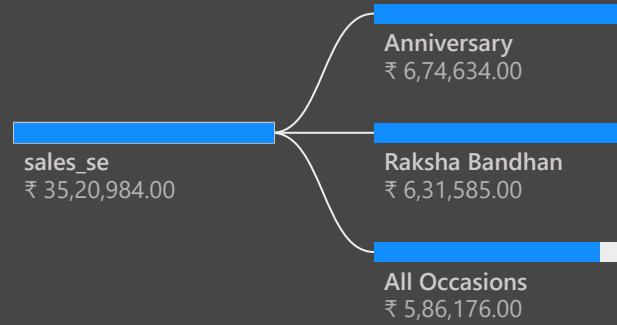 Anniversary
₹ 6,74,634.00
sales_se
₹ 35,20,984.00
Raksha Bandhan
₹ 6,31,585.00
All Occasions
₹ 5,86,176.00